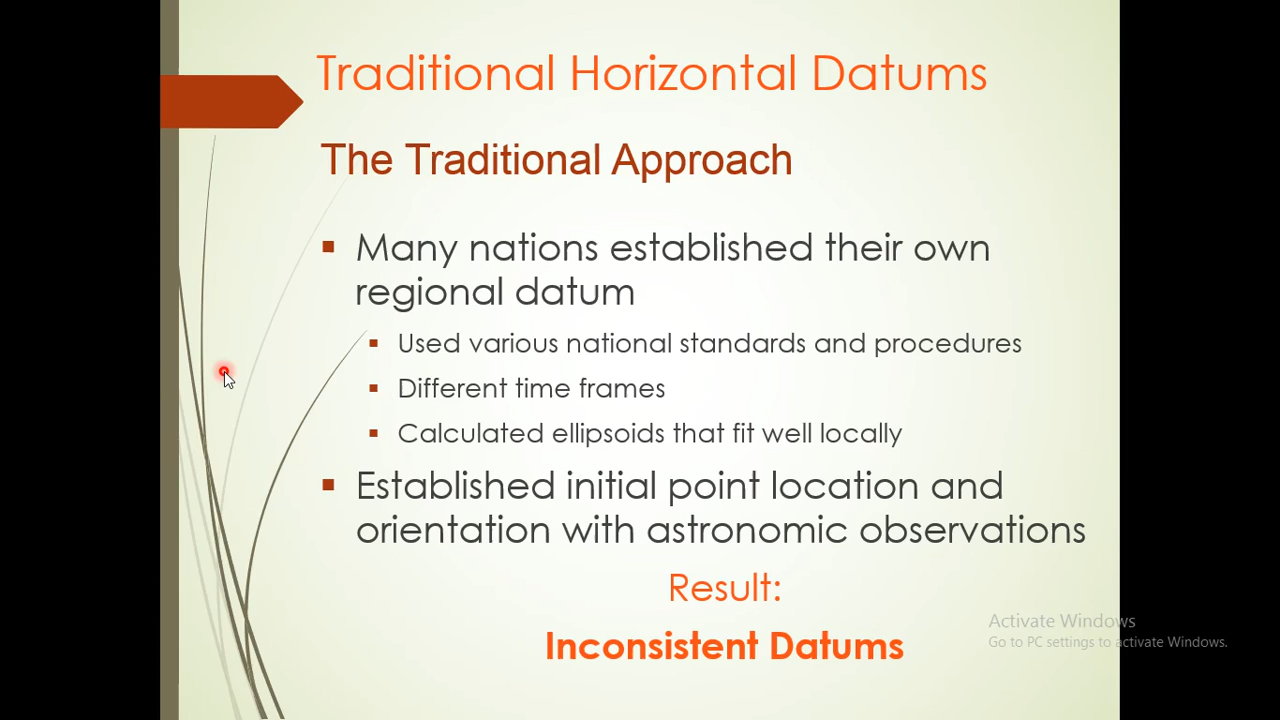 Traditional Horizontal Datums
The Traditional Approach
Many nations established their own
regional datum
Used various national standards and procedures
Different time frames
Calculated ellipsoids that fit well locally
Established initial point location and
orientation with astronomic observations
Result:
Inconsistent Datums
Activate Windows
Go to PC settings to activate Windows.